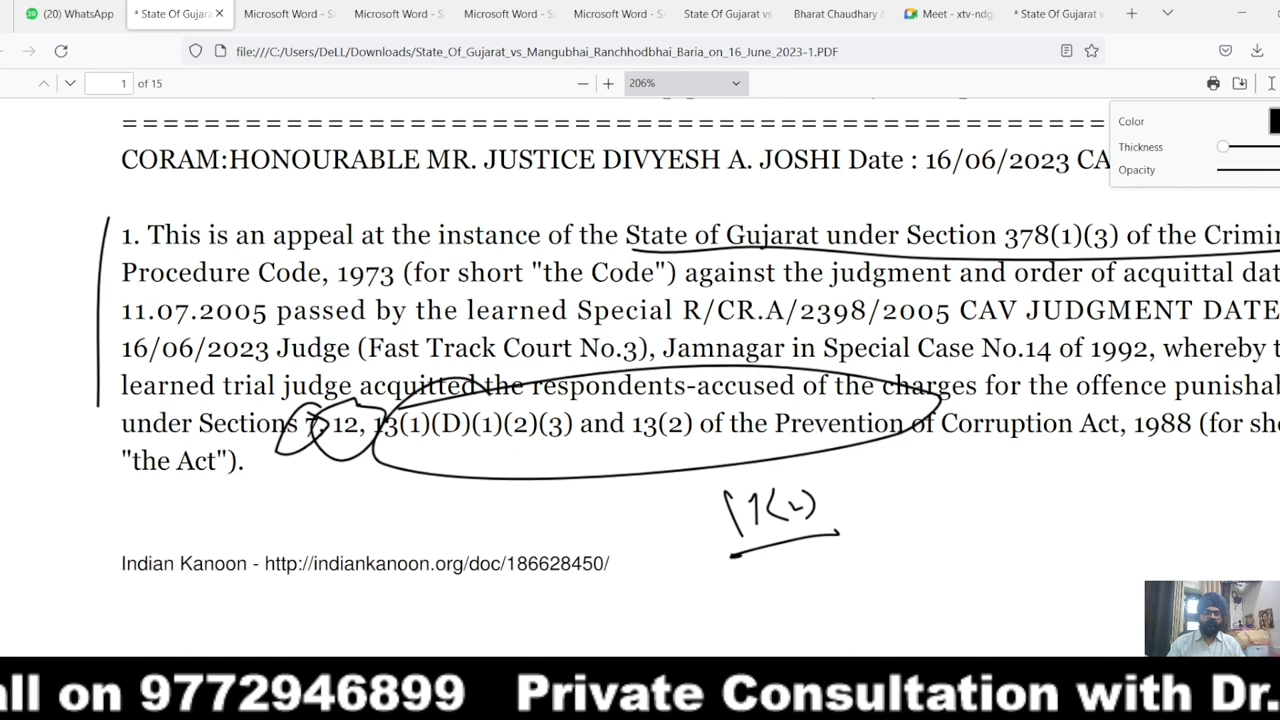 (20) WhatsApp
* State Of Gujara
Microsoft Word - S
Microsoft Word - S
Microsoft Word - S
Microsoft Word - S
State of Gujarat vs
Bharat Chaudhary &
Meet - xtv-ndg
* State Of Gujarat v
file:///C:/Users/DeLL/Downloads/State_Of_Gujarat_vs_Mangubhai_Ranchhodbhai_Baria_on_16_June_2023-1.PDF
1 of 15
206%
Color
Thickness
Opacity
====================================================
CORAM:HONOURABLE MR. JUSTICE DIVYESH A. JOSHI Date : 16/06/2023 CA
1. This is an appeal at the instance of the State of Gujarat under Section 378(1)(3) of the Crimin
Procedure Code, 1973 (for short "the Code") against the judgment and order of acquittal dat
11.07.2005 passed by the learned Special R/CR.A/2398/2005 CAV JUDGMENT DATE
16/06/2023 Judge (Fast Track Court No.3), Jamnagar in Special Case No.14 of 1992, whereby t
learned trial judge acquitted the respondents-accused of the charges for the offence punishal
under Sections 7, 12, 13(1)(D)(1)(2)(3) and 13(2) of the Prevention of Corruption Act, 1988 (for sho
"the Act").
Indian Kanoon - http://indiankanoon.org/doc/186628450/
all on 9772946899 Private Consultation with Dr.